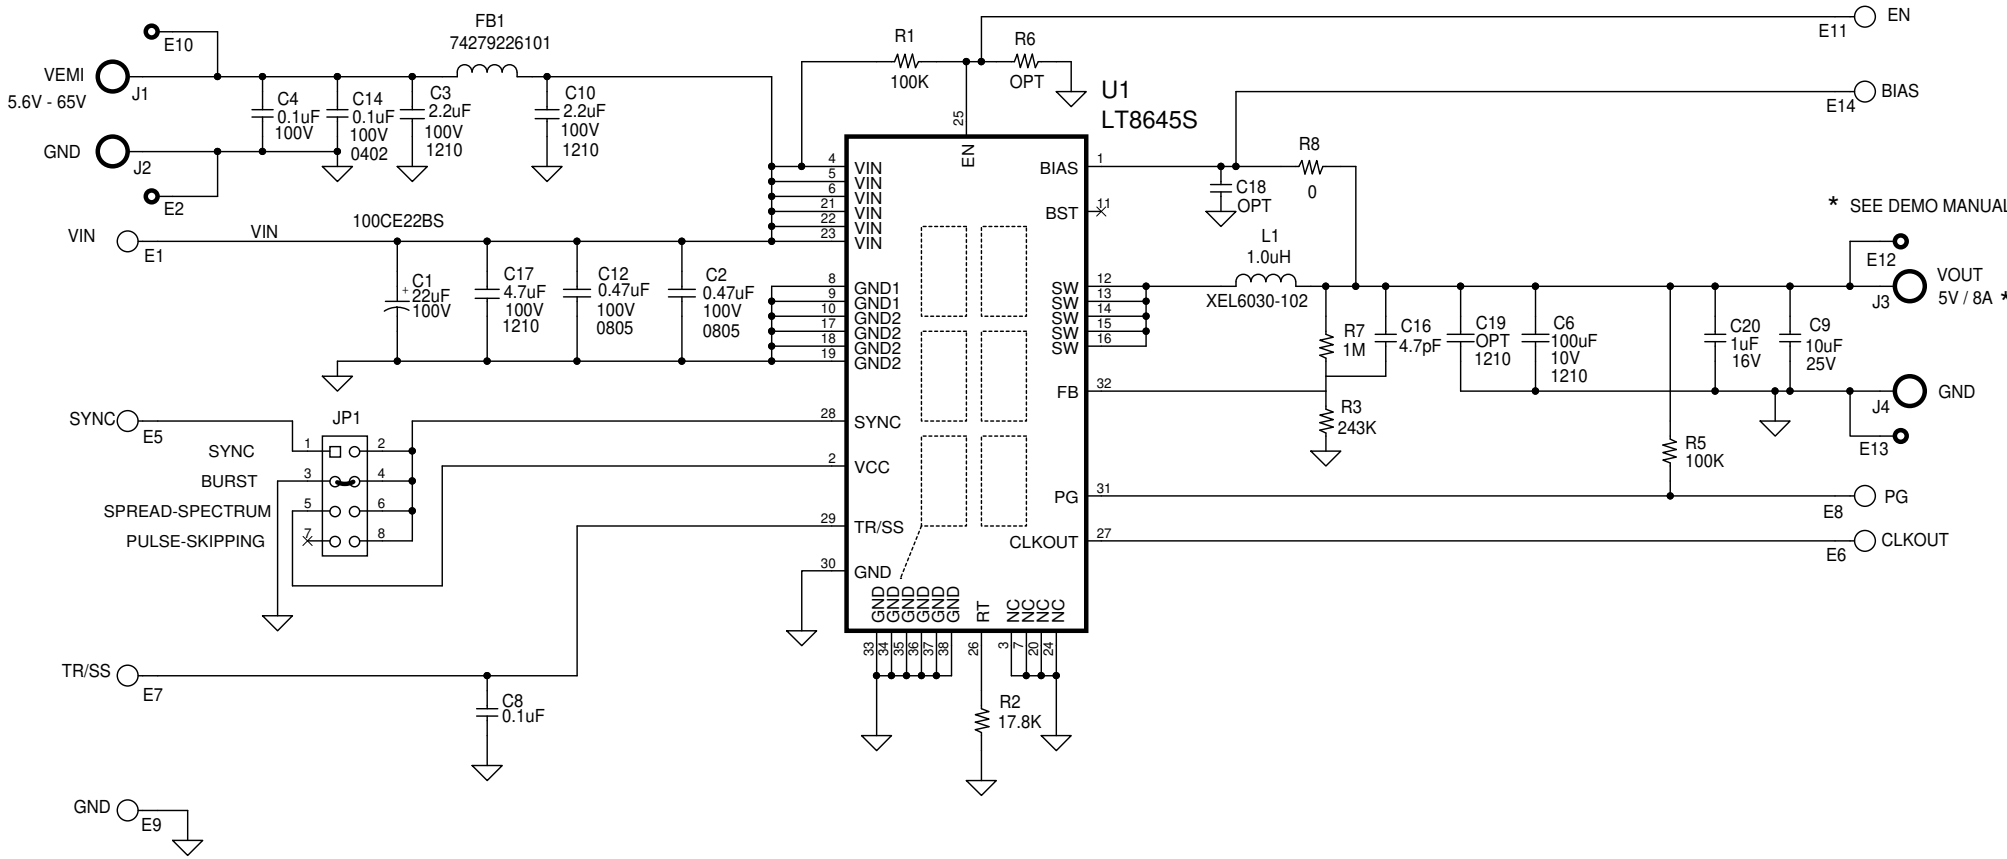 E10
VEMI
5.6V - 65V
J1
GND
J2
E2
C4
0.1uF
100V
C14
0.1uF
100V
0402
C3
2.2uF
100V
1210
FB1
74279226101
C10
2.2uF
100V
1210
R1
100K
R6
OPT
E11
EN
U1
LT8645S
E14
BIAS
R8
0
C18
OPT
* SEE DEMO MANUAL
VIN
E1
VIN
100CE22BS
+
C1
22uF
100V
C17
4.7uF
100V
1210
C12
0.47uF
100V
0805
C2
0.47uF
100V
0805
25
EN
4
VIN
5
VIN
6
VIN
21
VIN
22
VIN
23
VIN
8
GND1
9
GND1
10
GND2
17
GND2
18
GND2
19
GND2
28
SYNC
2
VCC
29
TR/SS
30
GND
1
BIAS
11
BST
12
SW
13
SW
14
SW
15
SW
16
SW
32
FB
31
PG
27
CLKOUT
GND
GND
GND
GND
GND
GND
RT
NC
NC
NC
NC
33
34
35
36
37
38
26
3
7
20
24
L1
1.0uH
XEL6030-102
R7
1M
C16
4.7pF
C19
OPT
1210
C6
100uF
10V
1210
C20
1uF
16V
C9
10uF
25V
E12
VOUT
J3
5V / 8A *
J4
GND
E13
R3
243K
R5
100K
E8
PG
E6
CLKOUT
SYNC
E5
JP1
SYNC
1
2
BURST
3
4
SPREAD-SPECTRUM
5
6
PULSE-SKIPPING
7
8
TR/SS
E7
C8
0.1uF
R2
17.8K
GND
E9